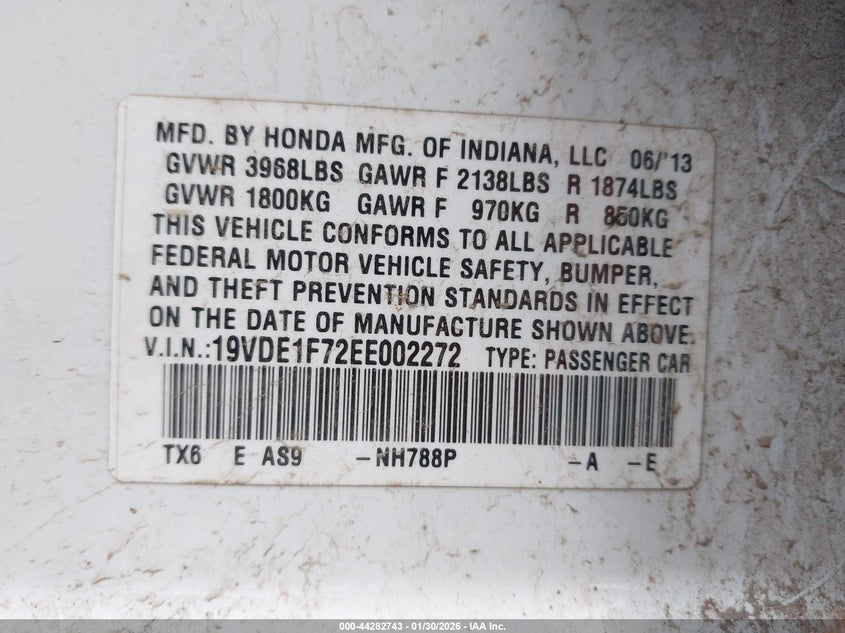 MFD. BY HONDA MFG. OF INDIANA, LLC 06/'13
GVWR 3968LBS GAWR F 2138LBS R 1874LBS
GVWR 1800KG GAWR F 970KG R 850KG
THIS VEHICLE CONFORMS TO ALL APPLICABLE
FEDERAL MOTOR VEHICLE SAFETY, BUMPER,
AND THEFT PREVENTION STANDARDS IN EFFECT
ON THE DATE OF MANUFACTURE SHOWN ABOVE.
V.I.N.:19VDE1F72EE002272 TYPE: PASSENGER CAR
TX6 E AS9 -NH788P -A -E
000-44282743 - 01/30/2026 - IAA Inc.